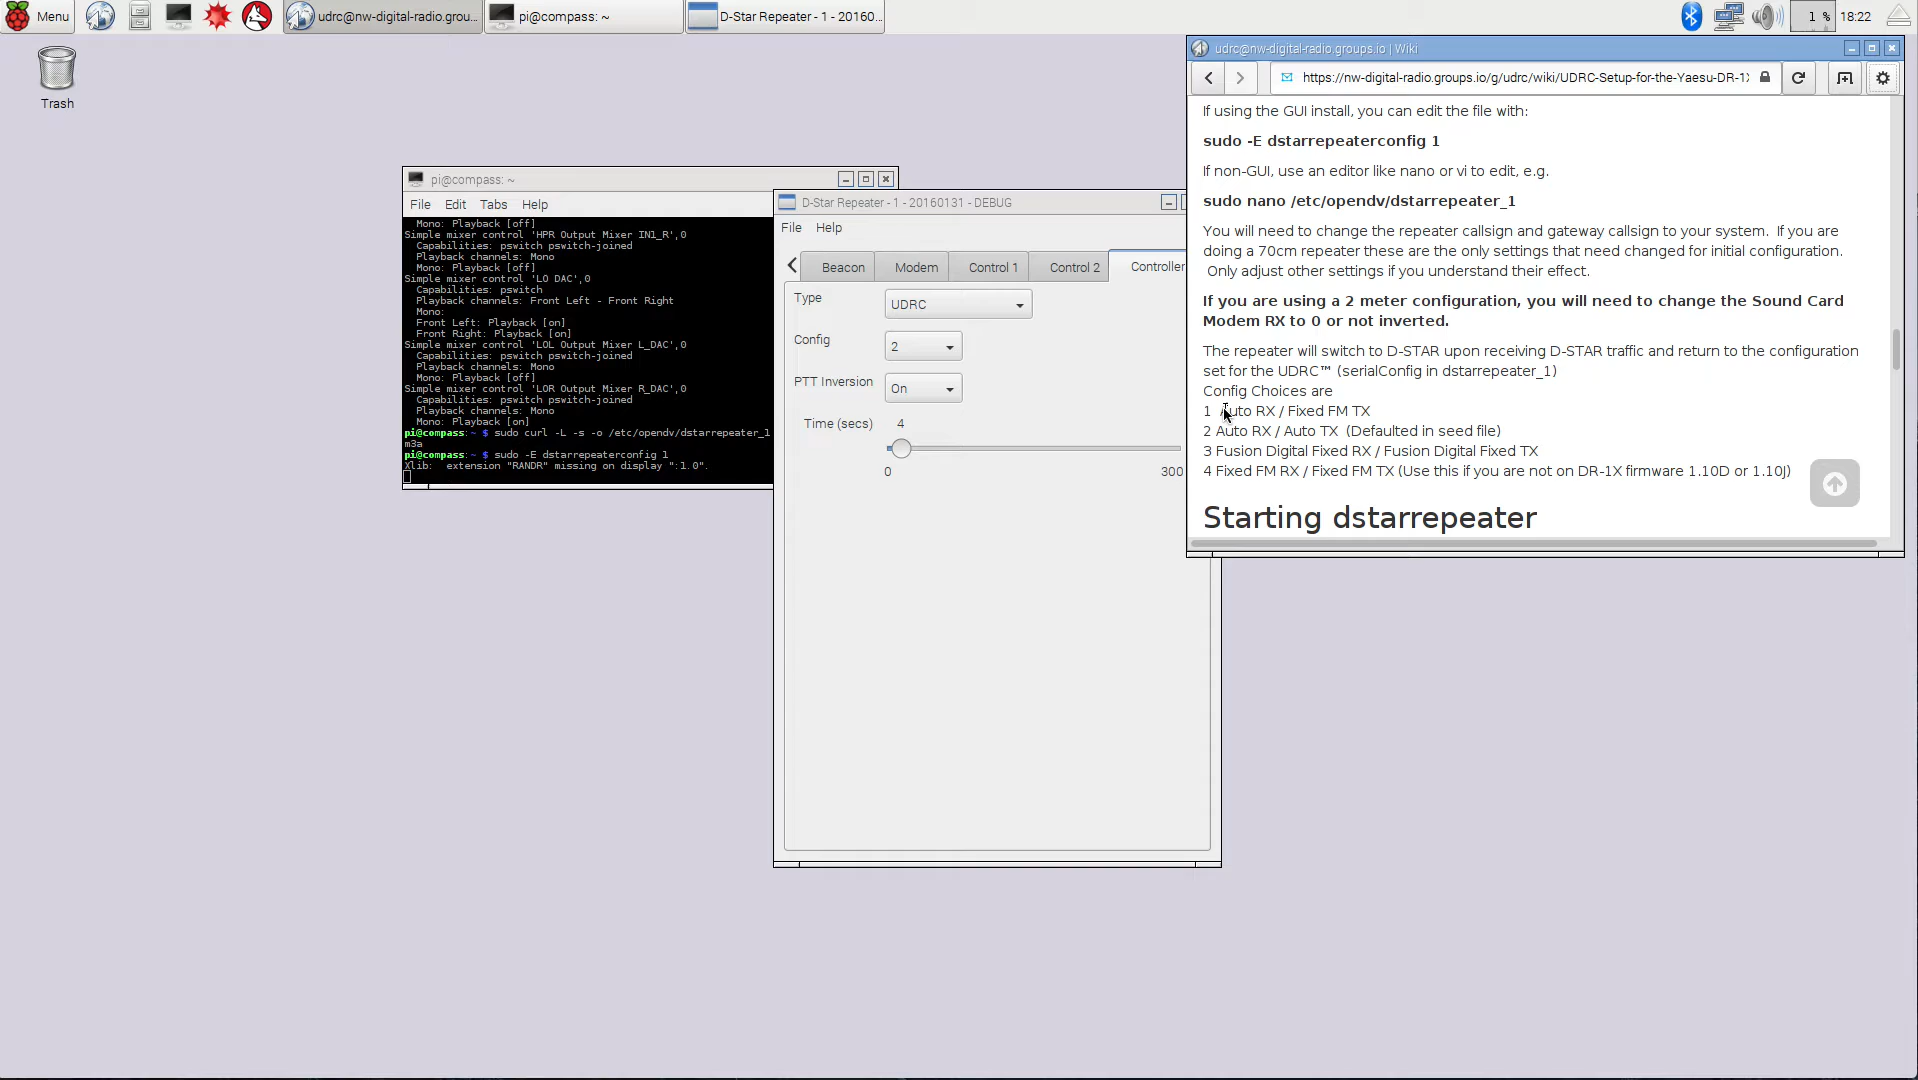 Menu
udrc@nw-digital-radio.grou...
pi@compass: ~
D-Star Repeater - 1 - 20160...
1 %
18:22
Trash
udrc@nw-digital-radio.groups.io | Wiki
https://nw-digital-radio.groups.io/g/udrc/wiki/UDRC-Setup-for-the-Yaesu-DR-1X
If using the GUI install, you can edit the file with:
sudo -E dstarrepeaterconfig 1
If non-GUI, use an editor like nano or vi to edit, e.g.
sudo nano /etc/opendv/dstarrepeater_1
You will need to change the repeater callsign and gateway callsign to your system.  If you are
doing a 70cm repeater these are the only settings that need changed for initial configuration.
Only adjust other settings if you understand their effect.
If you are using a 2 meter configuration, you will need to change the Sound Card
Modem RX to 0 or not inverted.
The repeater will switch to D-STAR upon receiving D-STAR traffic and return to the configuration
set for the UDRC™ (serialConfig in dstarrepeater_1)
Config Choices are
1  Auto RX / Fixed FM TX
2 Auto RX / Auto TX  (Defaulted in seed file)
3 Fusion Digital Fixed RX / Fusion Digital Fixed TX
4 Fixed FM RX / Fixed FM TX (Use this if you are not on DR-1X firmware 1.10D or 1.10J)
Starting dstarrepeater
pi@compass: ~
File Edit Tabs Help
Mono: Playback [off]
Simple mixer control 'HPR Output Mixer IN1_R',0
Capabilities: pswitch pswitch-joined
Playback channels: Mono
Mono: Playback [off]
Simple mixer control 'LO DAC',0
Capabilities: pswitch
Playback channels: Front Left - Front Right
Mono:
Front Left: Playback [on]
Front Right: Playback [on]
Simple mixer control 'LOL Output Mixer L_DAC',0
Capabilities: pswitch pswitch-joined
Playback channels: Mono
Mono: Playback [off]
Simple mixer control 'LOR Output Mixer R_DAC',0
Capabilities: pswitch pswitch-joined
Playback channels: Mono
Mono: Playback [on]
pi@compass:~ $ sudo curl -L -s -o /etc/opendv/dstarrepeater_1
m3a
pi@compass:~ $ sudo -E dstarrepeaterconfig 1
Xlib:  extension "RANDR" missing on display ":1.0".
D-Star Repeater - 1 - 20160131 - DEBUG
File Help
Beacon Modem Control 1 Control 2 Controller
Type UDRC
Config 2
PTT Inversion On
Time (secs) 4
0 300